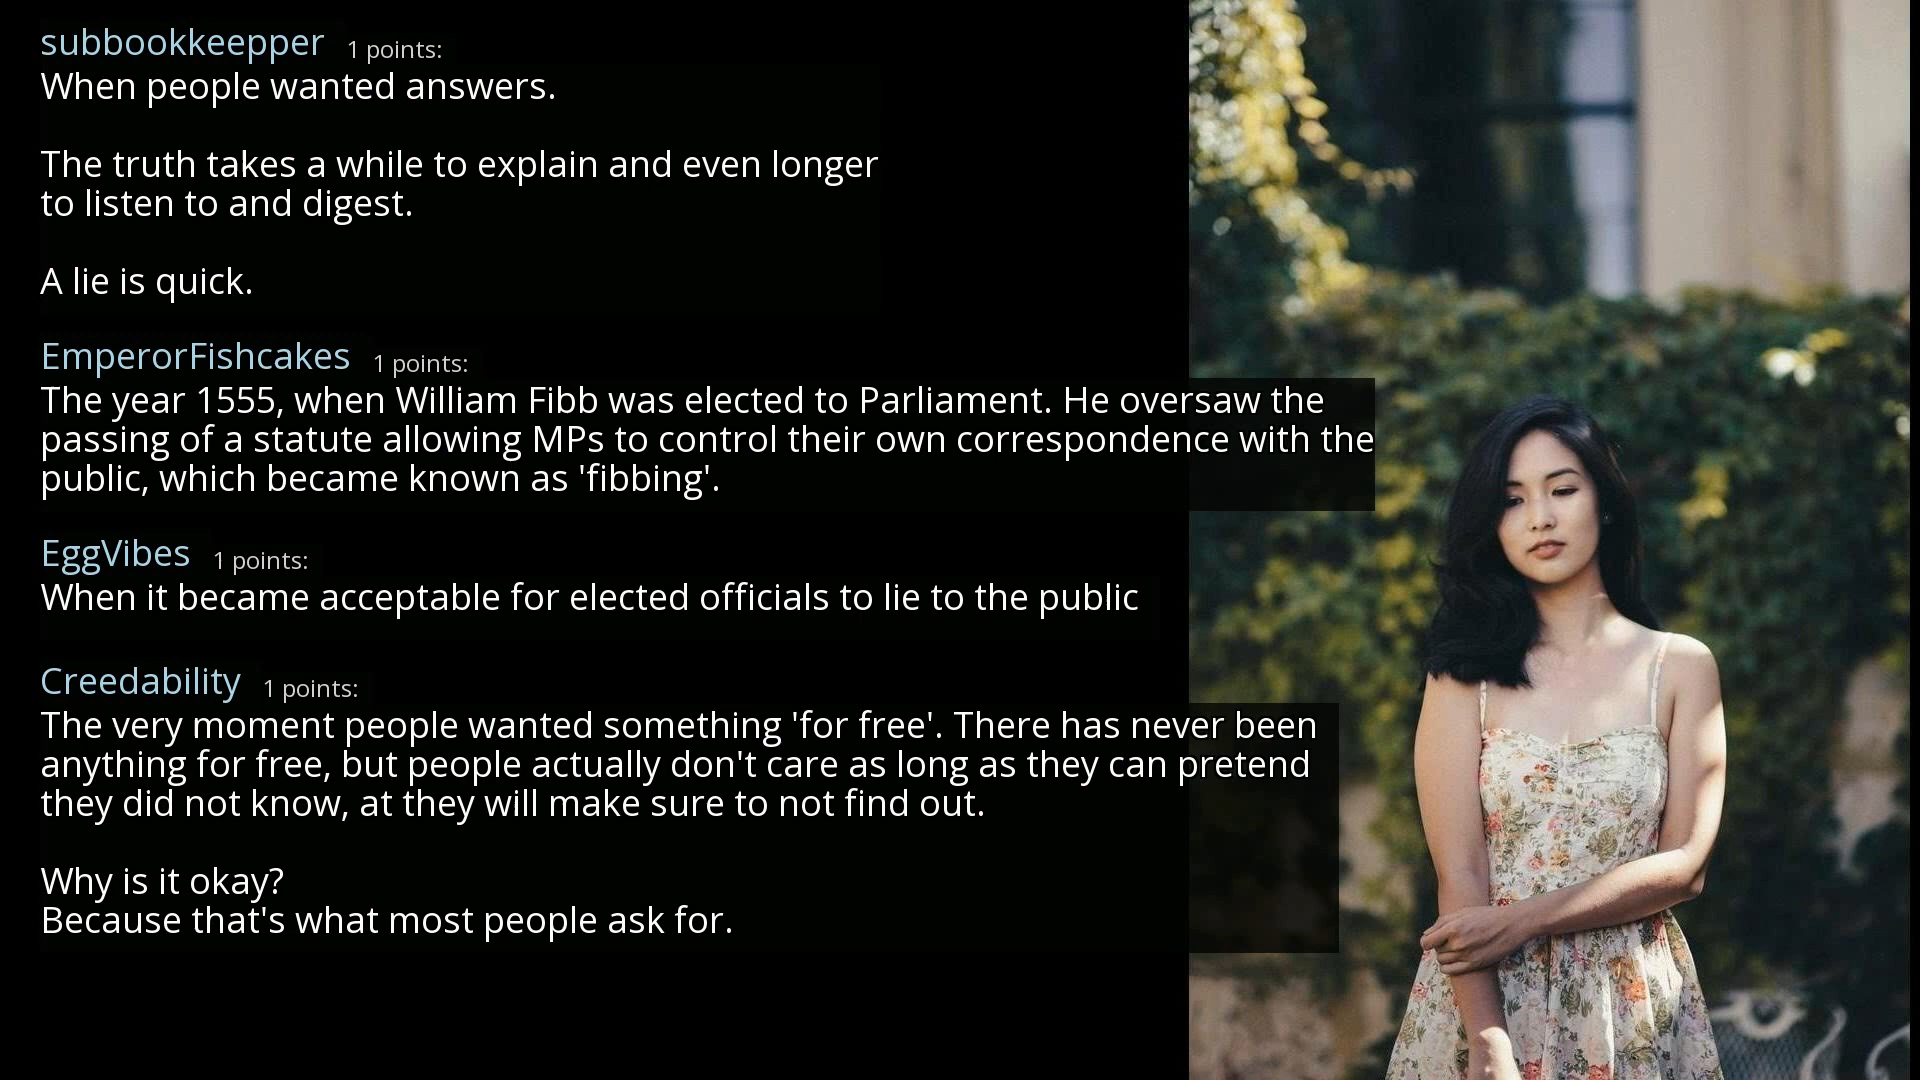 subbookkeepper 1 points:
When people wanted answers.
The truth takes a while to explain and even longer
to listen to and digest.
A lie is quick.
EmperorFishcakes 1 points:
The year 1555, when William Fibb was elected to Parliament. He oversaw the
passing of a statute allowing MPs to control their own correspondence with the
public, which became known as 'fibbing'.
EggVibes 1 points:
When it became acceptable for elected officials to lie to the public
Creedability 1 points:
The very moment people wanted something 'for free'. There has never been
anything for free, but people actually don't care as long as they can pretend
they did not know, at they will make sure to not find out.
Why is it okay?
Because that's what most people ask for.